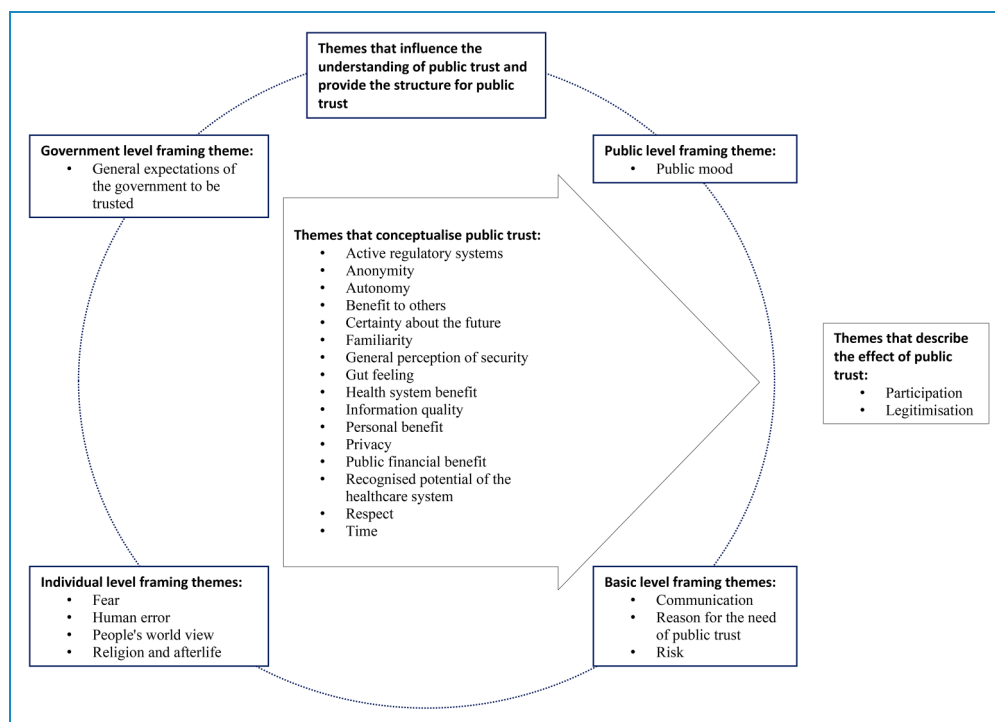 Themes that influence the
understanding of public trust and
provide the structure for public
trust
Government level framing theme:
• General expectations of
the government to be
trusted
Public level framing theme:
• Public mood
Themes that conceptualise public trust:
• Active regulatory systems
• Anonymity
• Autonomy
• Benefit to others
• Certainty about the future
• Familiarity
• General perception of security
• Gut feeling
• Health system benefit
• Information quality
• Personal benefit
• Privacy
• Public financial benefit
• Recognised potential of the
healthcare system
• Respect
• Time
Themes that describe
the effect of public
trust:
• Participation
• Legitimisation
Individual level framing themes:
• Fear
• Human error
• People's world view
• Religion and afterlife
Basic level framing themes:
• Communication
• Reason for the need
of public trust
• Risk